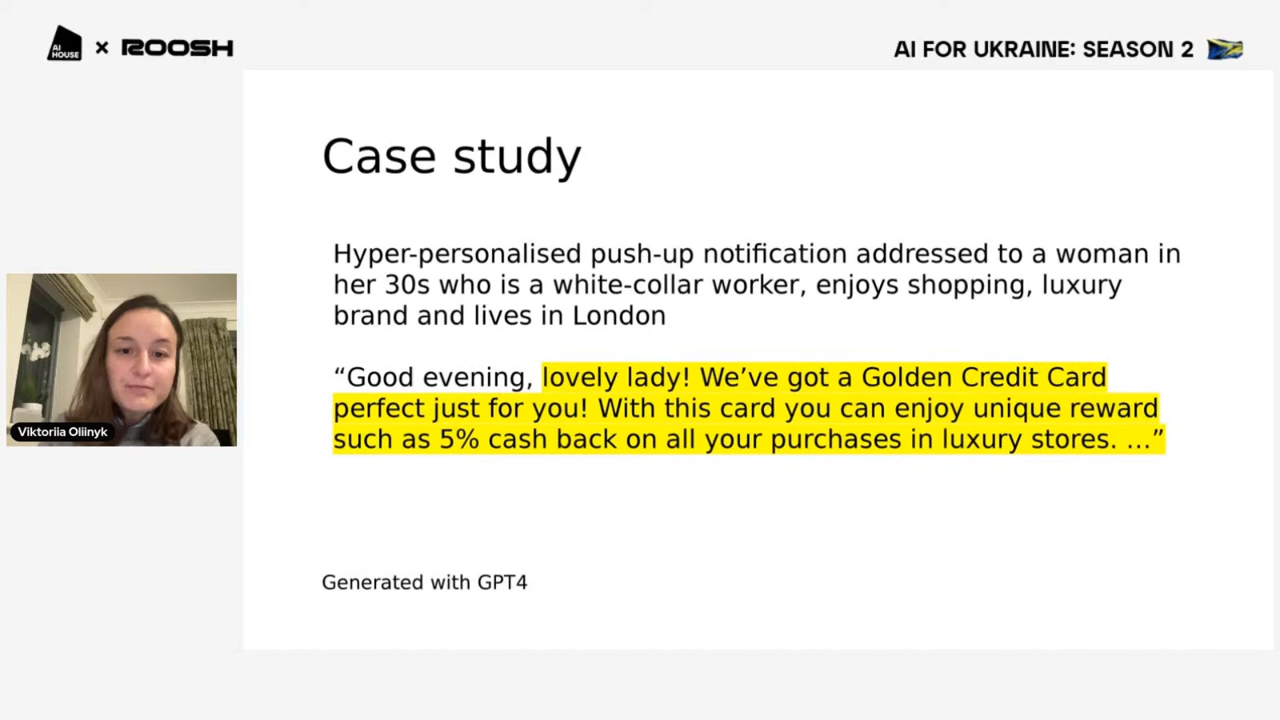 AI HOUSE × ROOSH
AI FOR UKRAINE: SEASON 2
Case study
Hyper-personalised push-up notification addressed to a woman in
her 30s who is a white-collar worker, enjoys shopping, luxury
brand and lives in London
“Good evening, lovely lady! We’ve got a Golden Credit Card
perfect just for you! With this card you can enjoy unique reward
such as 5% cash back on all your purchases in luxury stores. …”
Viktoriia Oliinyk
Generated with GPT4